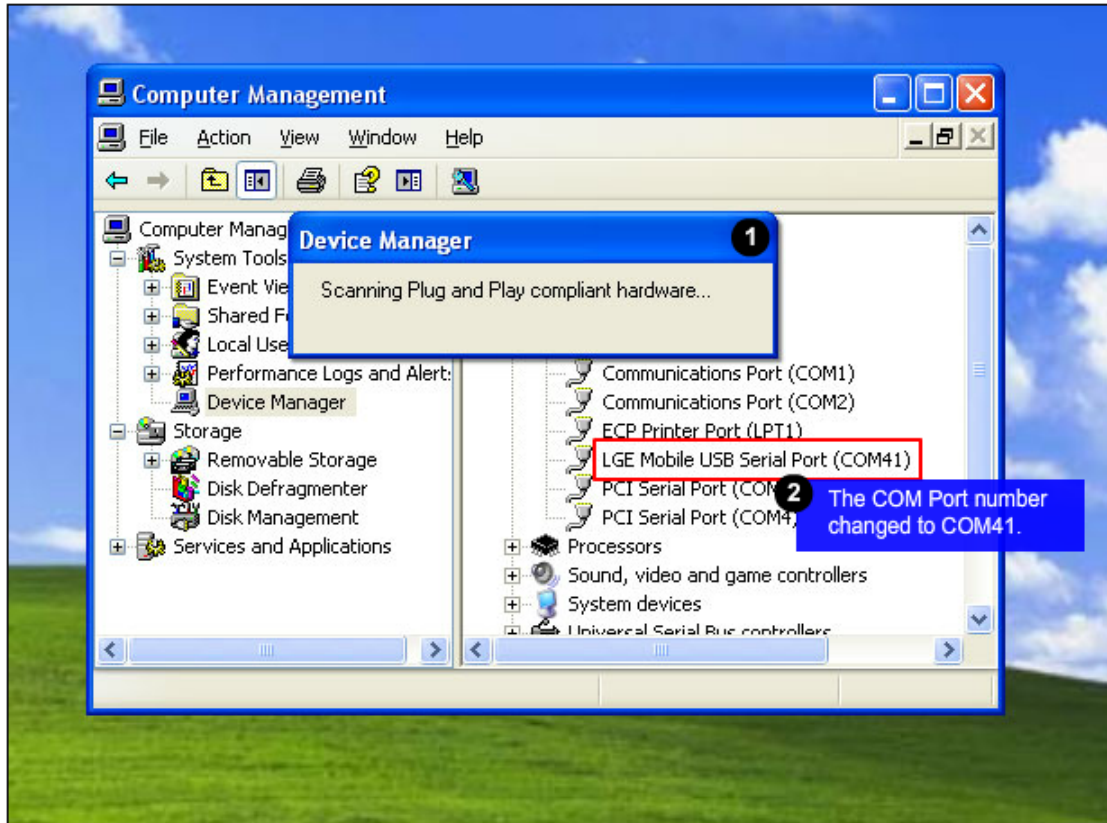 Computer Management
File Action View Window Help
Computer Manag
System Tools
Event Vie
Shared F
Local Use
Performance Logs and Alert:
Device Manager
Storage
Removable Storage
Disk Defragmenter
Disk Management
Services and Applications
Device Manager
1
Scanning Plug and Play compliant hardware...
Communications Port (COM1)
Communications Port (COM2)
ECP Printer Port (LPT1)
LGE Mobile USB Serial Port (COM41)
PCI Serial Port (COM
PCI Serial Port (COM4)
2
The COM Port number
changed to COM41.
Processors
Sound, video and game controllers
System devices
Universal Serial Bus controllers